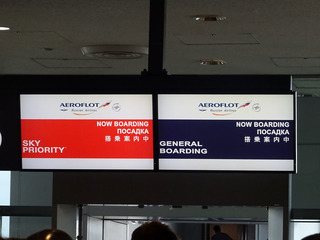 AEROFLOT
Russian Airlines
NOW BOARDING
ПОСАДКА
搭乗案内中
SKY
PRIORITY
AEROFLOT
Russian Airlines
NOW BOARDING
ПОСАДКА
搭乗案内中
GENERAL
BOARDING